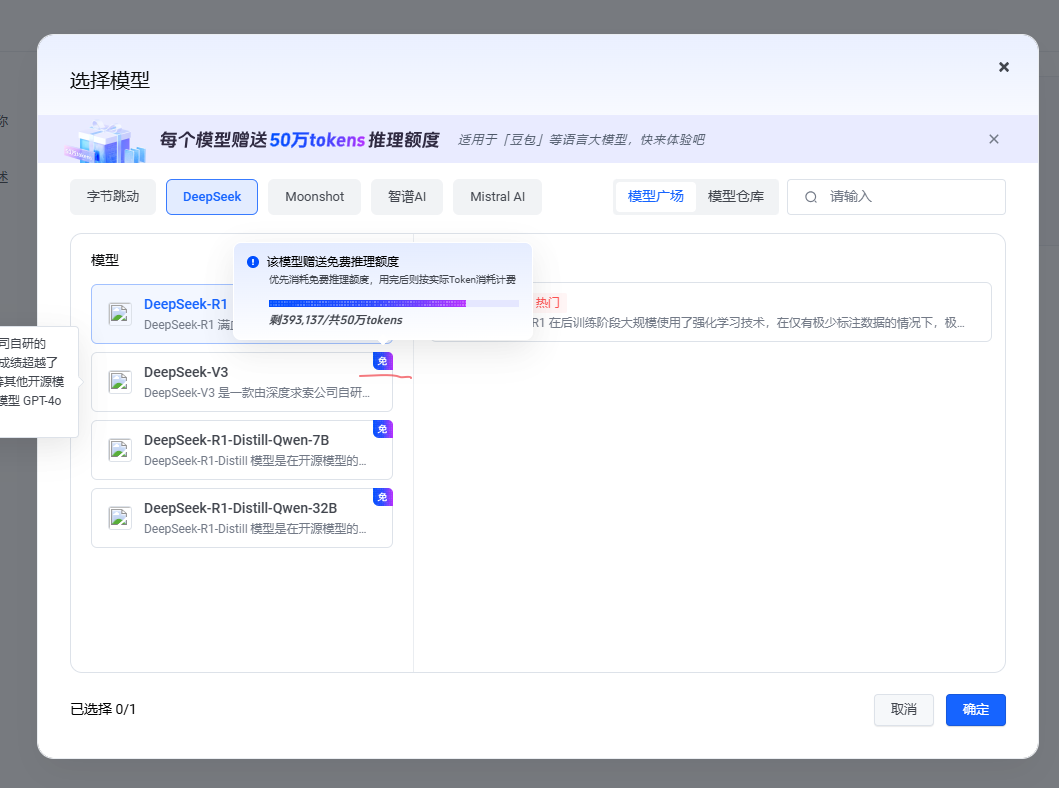 选择模型
每个模型赠送50万tokens推理额度 适用于「豆包」等语言大模型，快来体验吧
字节跳动
DeepSeek
Moonshot
智谱AI
Mistral AI
模型广场
模型仓库
请输入
模型
该模型赠送免费推理额度
优先消耗免费推理额度，用完后则按实际Token消耗计费
剩393,137/共50万tokens
DeepSeek-R1
DeepSeek-R1 满
热门
R1 在后训练阶段大规模使用了强化学习技术，在仅有极少标注数据的情况下，极...
免
DeepSeek-V3
DeepSeek-V3 是一款由深度求索公司自研...
免
DeepSeek-R1-Distill-Qwen-7B
DeepSeek-R1-Distill 模型是在开源模型的...
免
DeepSeek-R1-Distill-Qwen-32B
DeepSeek-R1-Distill 模型是在开源模型的...
你
述
司自研的
成绩超越了
等其他开源模
模型 GPT-4o
已选择 0/1
取消
确定